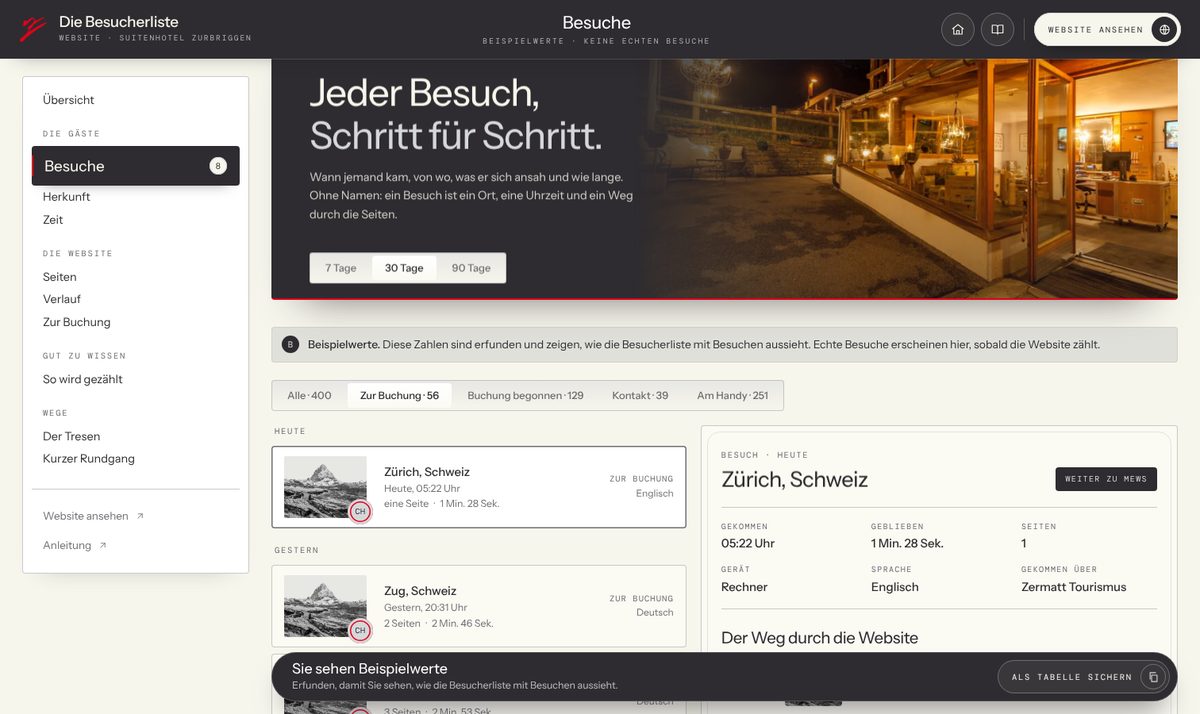 Die Besucherliste
WEBSITE · SUITENHOTEL ZURBRIGGEN
Besuche
BEISPIELWERTE · KEINE ECHTEN BESUCHE
WEBSITE ANSEHEN
Übersicht
DIE GÄSTE
Besuche 8
Herkunft
Zeit
DIE WEBSITE
Seiten
Verlauf
Zur Buchung
GUT ZU WISSEN
So wird gezählt
WEGE
Der Tresen
Kurzer Rundgang
Website ansehen
Anleitung
Jeder Besuch,
Schritt für Schritt.
Wann jemand kam, von wo, was er sich ansah und wie lange.
Ohne Namen: ein Besuch ist ein Ort, eine Uhrzeit und ein Weg
durch die Seiten.
7 Tage 30 Tage 90 Tage
B Beispielwerte. Diese Zahlen sind erfunden und zeigen, wie die Besucherliste mit Besuchen aussieht. Echte Besuche erscheinen hier, sobald die Website zählt.
Alle · 400 Zur Buchung · 56 Buchung begonnen · 129 Kontakt · 39 Am Handy · 251
HEUTE
Zürich, Schweiz
Heute, 05:22 Uhr
eine Seite · 1 Min. 28 Sek.
CH
ZUR BUCHUNG
Englisch
GESTERN
Zug, Schweiz
Gestern, 20:31 Uhr
2 Seiten · 2 Min. 46 Sek.
CH
ZUR BUCHUNG
Deutsch
3 Seiten · 2 Min. 53 Sek.
Deutsch
BESUCH · HEUTE
Zürich, Schweiz
WEITER ZU MEWS
GEKOMMEN GEBLIEBEN SEITEN
05:22 Uhr 1 Min. 28 Sek. 1
GERÄT SPRACHE GEKOMMEN ÜBER
Rechner Englisch Zermatt Tourismus
Der Weg durch die Website
Sie sehen Beispielwerte
Erfunden, damit Sie sehen, wie die Besucherliste mit Besuchen aussieht.
ALS TABELLE SICHERN